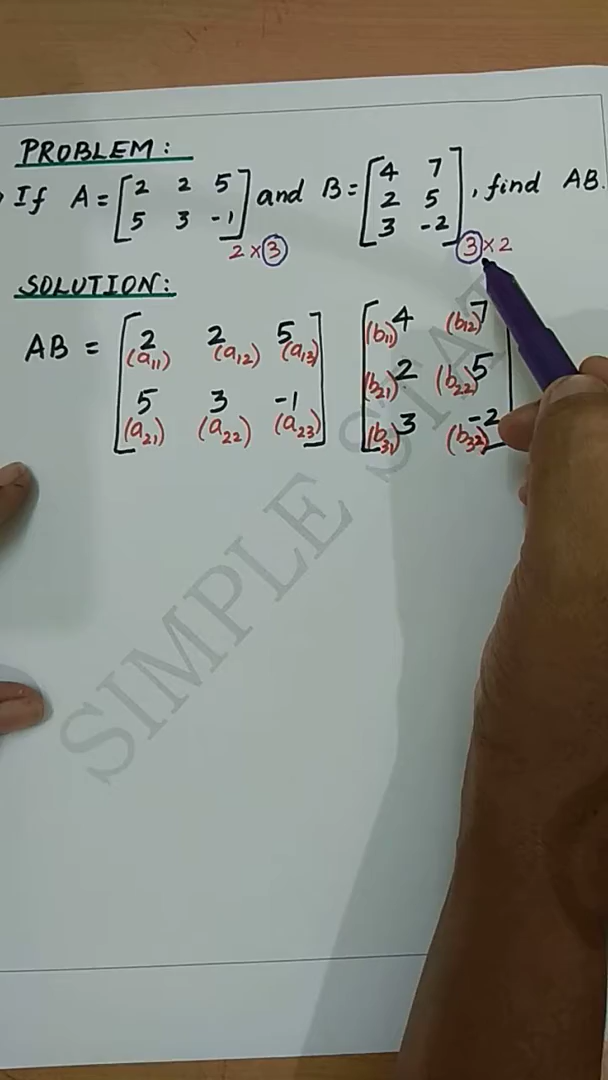 PROBLEM:
If A = [2 2 5 and B = [4 7 , find AB.
5 3 -1] 2 5
2 × 3 3 -2] 3 × 2
SOLUTION:
AB = [2 (a11) 2 (a12) 5 (a13) [(b11) 4 (b12) 7
5 (a21) 3 (a22) -1 (a23)] (b21) 2 (b22) 5
(b31) 3 (b32) -2]
SIMPLE STAT